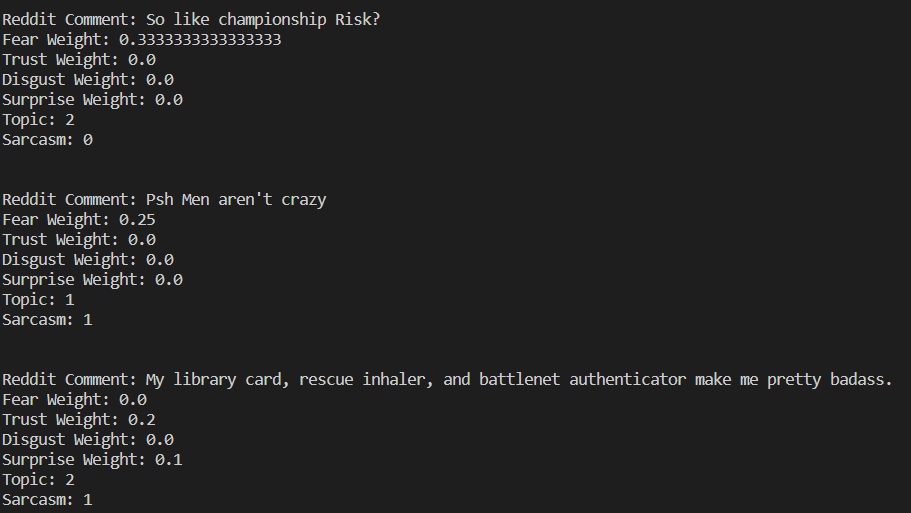 Reddit Comment: So like championship Risk?
Fear Weight: 0.3333333333333333
Trust Weight: 0.0
Disgust Weight: 0.0
Surprise Weight: 0.0
Topic: 2
Sarcasm: 0
Reddit Comment: Psh Men aren't crazy
Fear Weight: 0.25
Trust Weight: 0.0
Disgust Weight: 0.0
Surprise Weight: 0.0
Topic: 1
Sarcasm: 1
Reddit Comment: My library card, rescue inhaler, and battlenet authenticator make me pretty badass.
Fear Weight: 0.0
Trust Weight: 0.2
Disgust Weight: 0.0
Surprise Weight: 0.1
Topic: 2
Sarcasm: 1